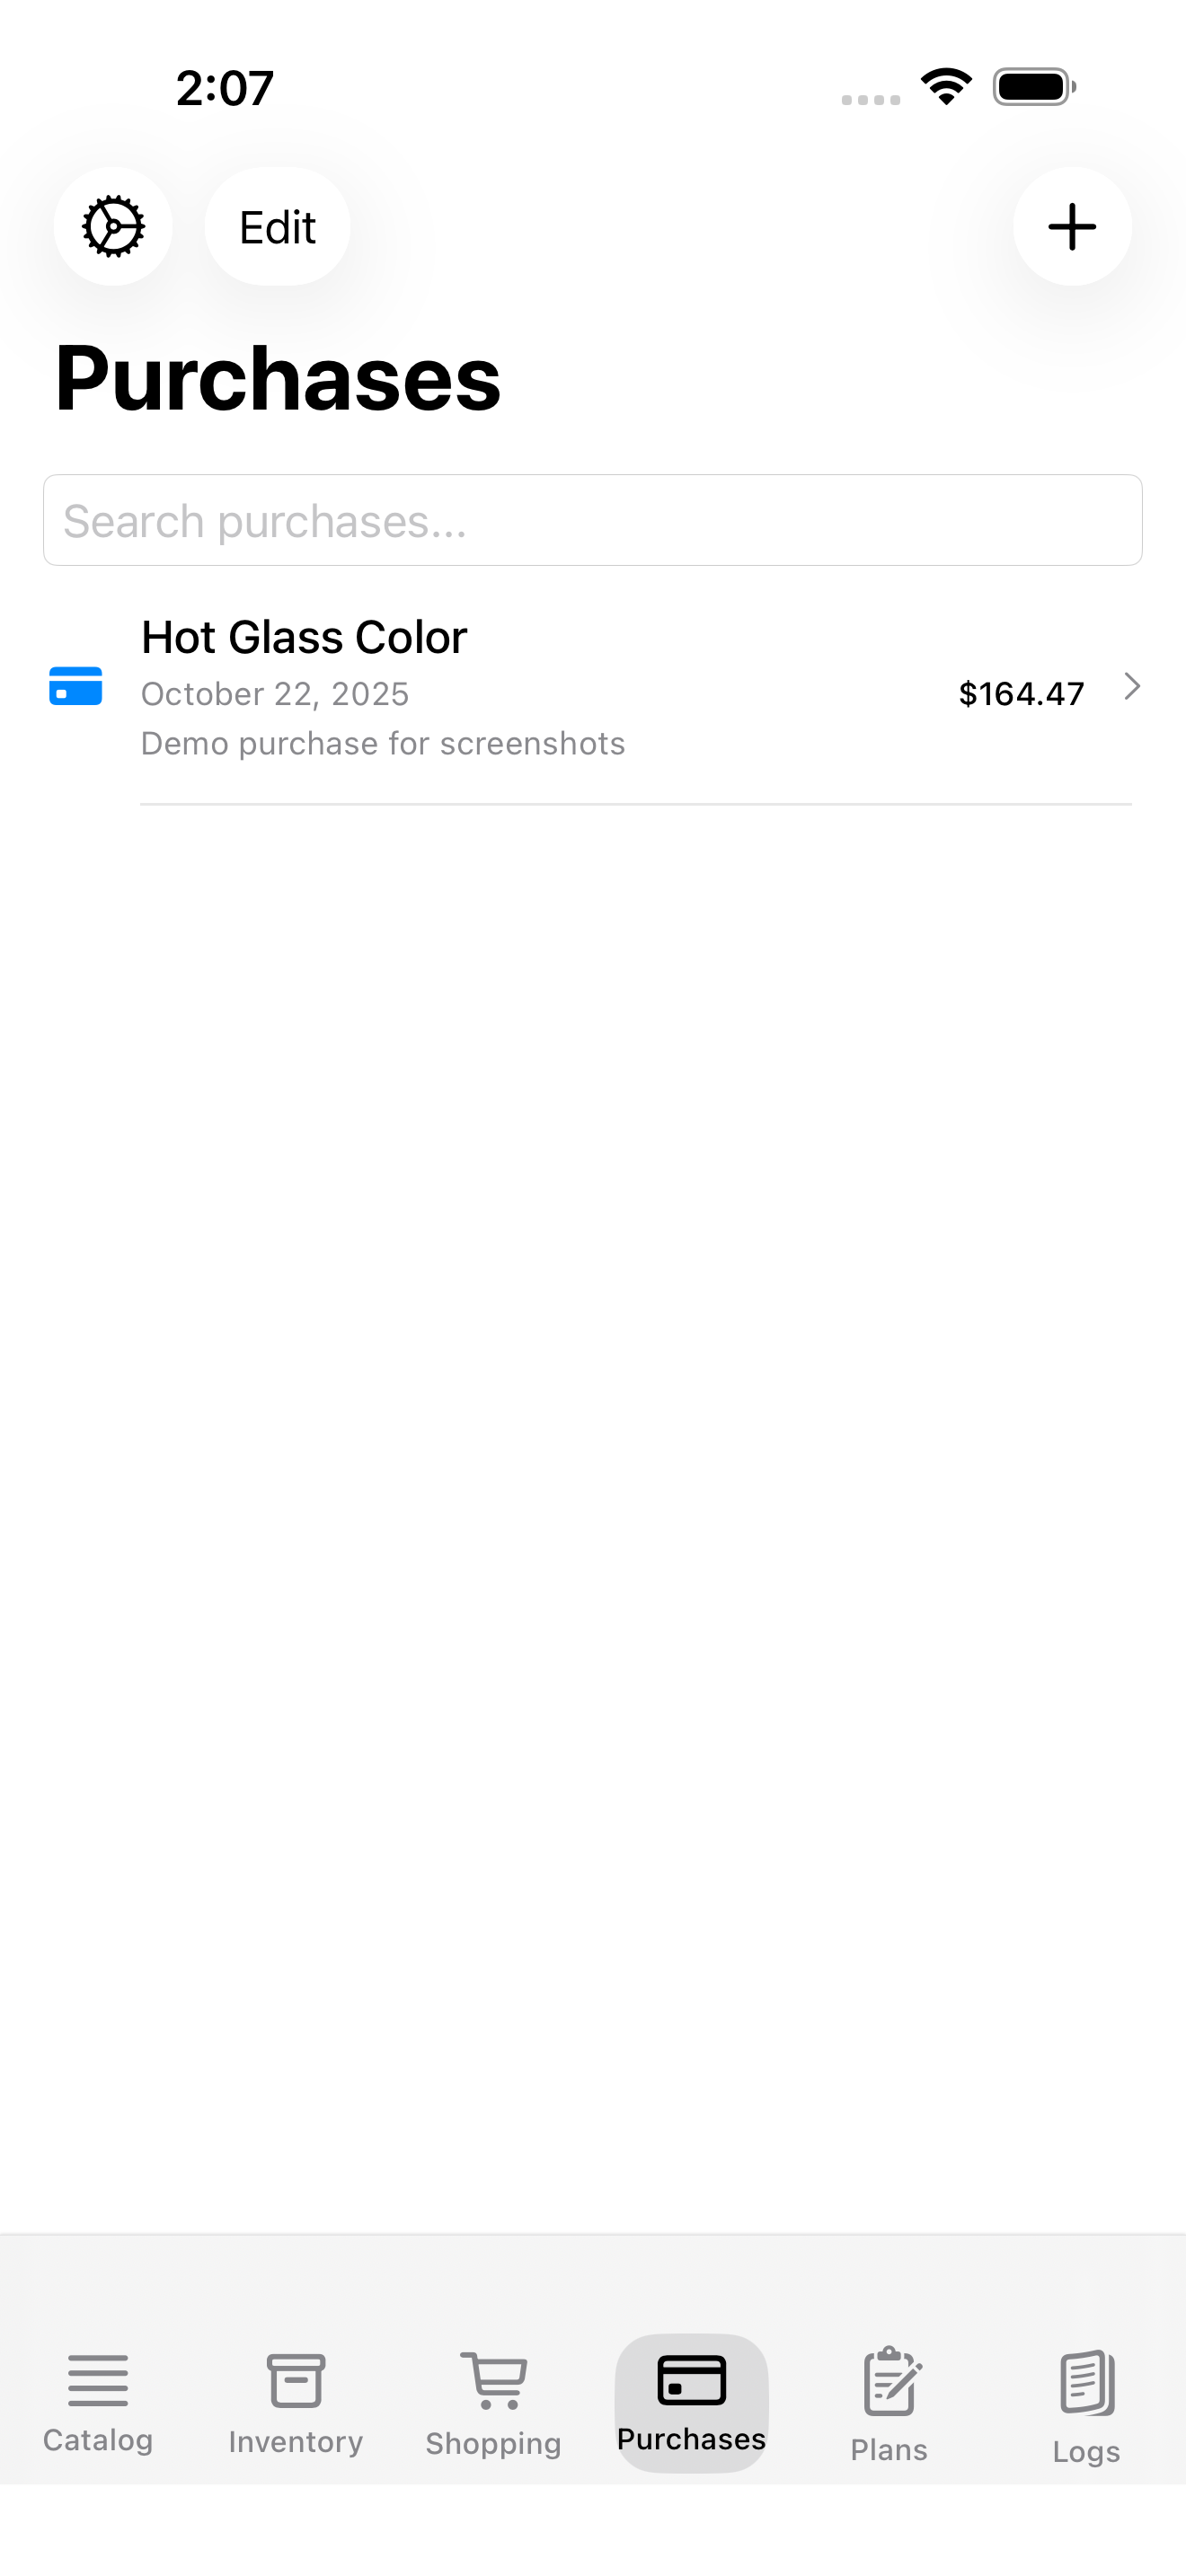 2:07
Edit
Purchases
Search purchases...
Hot Glass Color
October 22, 2025
$164.47
Demo purchase for screenshots
Catalog
Inventory
Shopping
Purchases
Plans
Logs